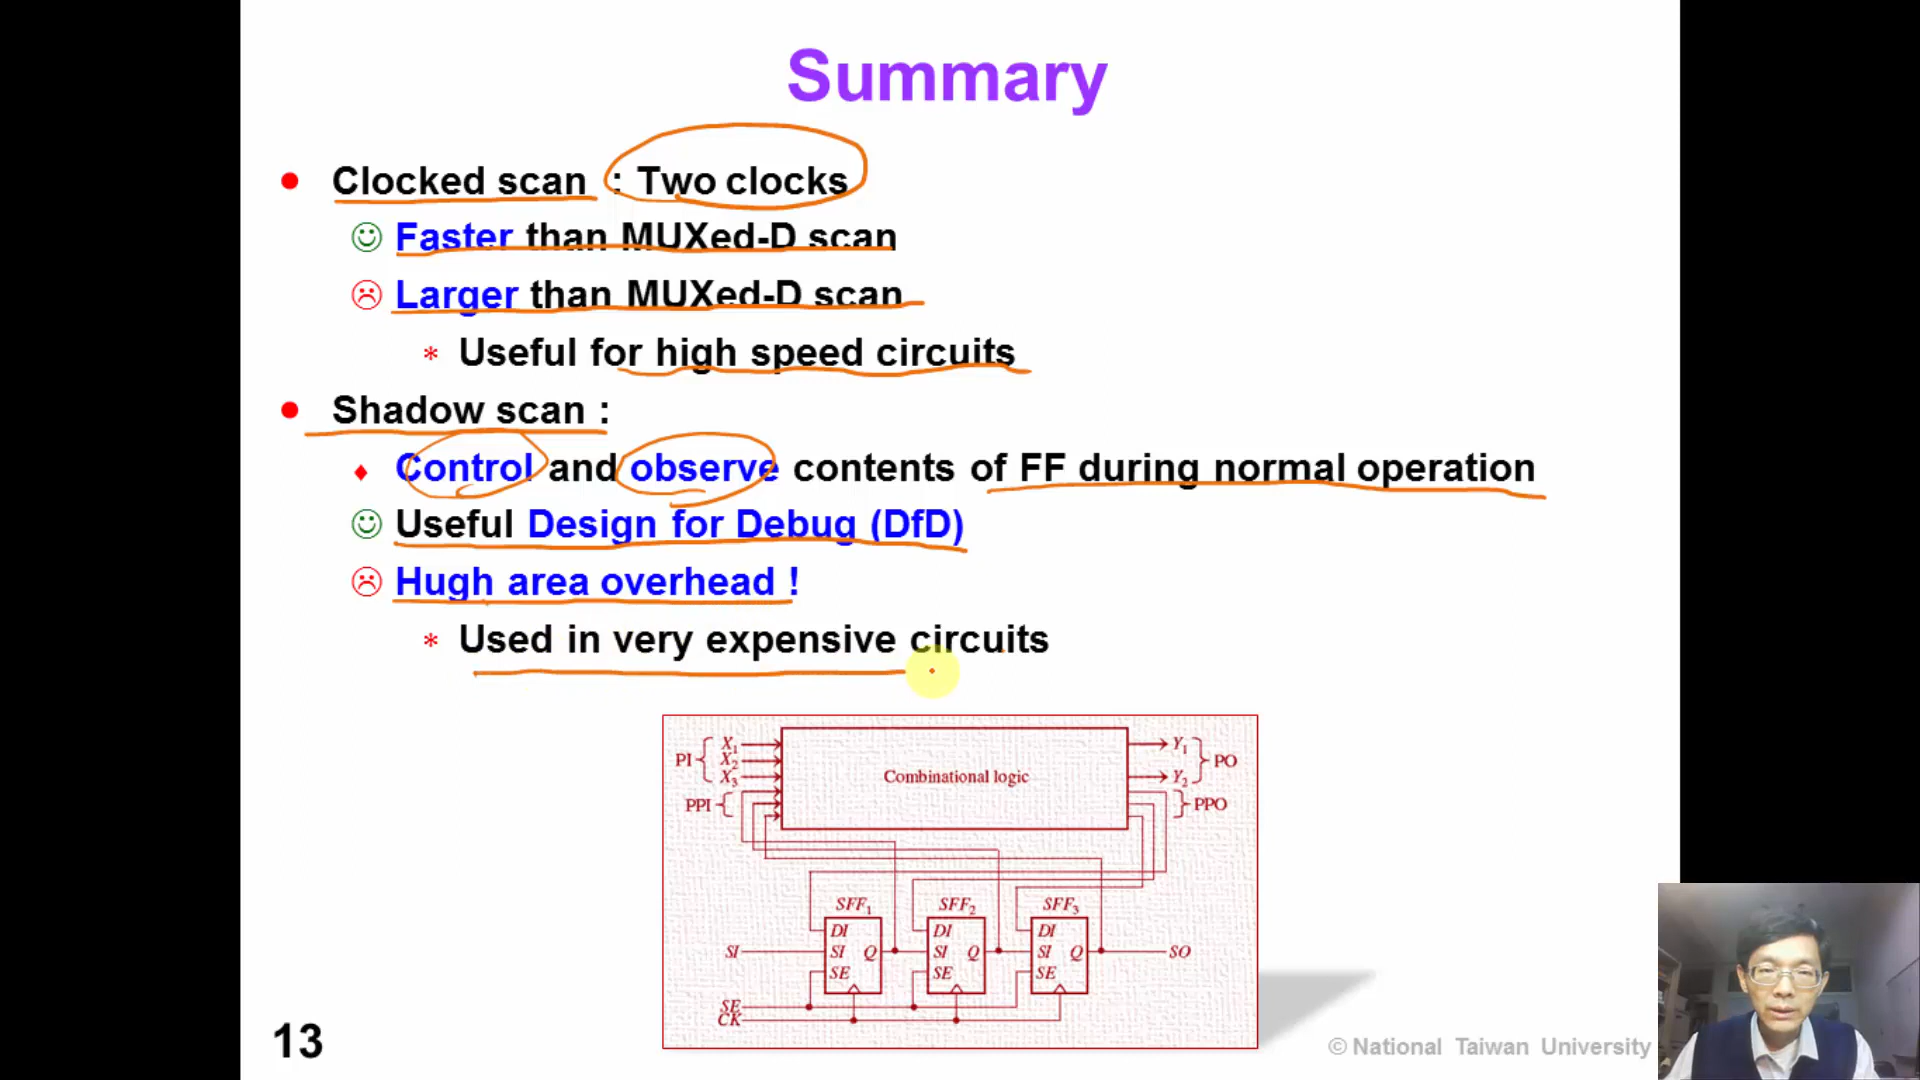 Summary
Clocked scan : Two clocks
Faster than MUXed-D scan
Larger than MUXed-D scan
* Useful for high speed circuits
Shadow scan :
Control and observe contents of FF during normal operation
Useful Design for Debug (DfD)
Hugh area overhead !
* Used in very expensive circuits
PI X1 Y1 PO
X2
X3 Combinational logic Y2
PPI PPO
SFF1 SFF2 SFF3
DI DI DI
SI SI Q SI Q SI Q SO
SE SE SE
SE
CK
13
© National Taiwan University